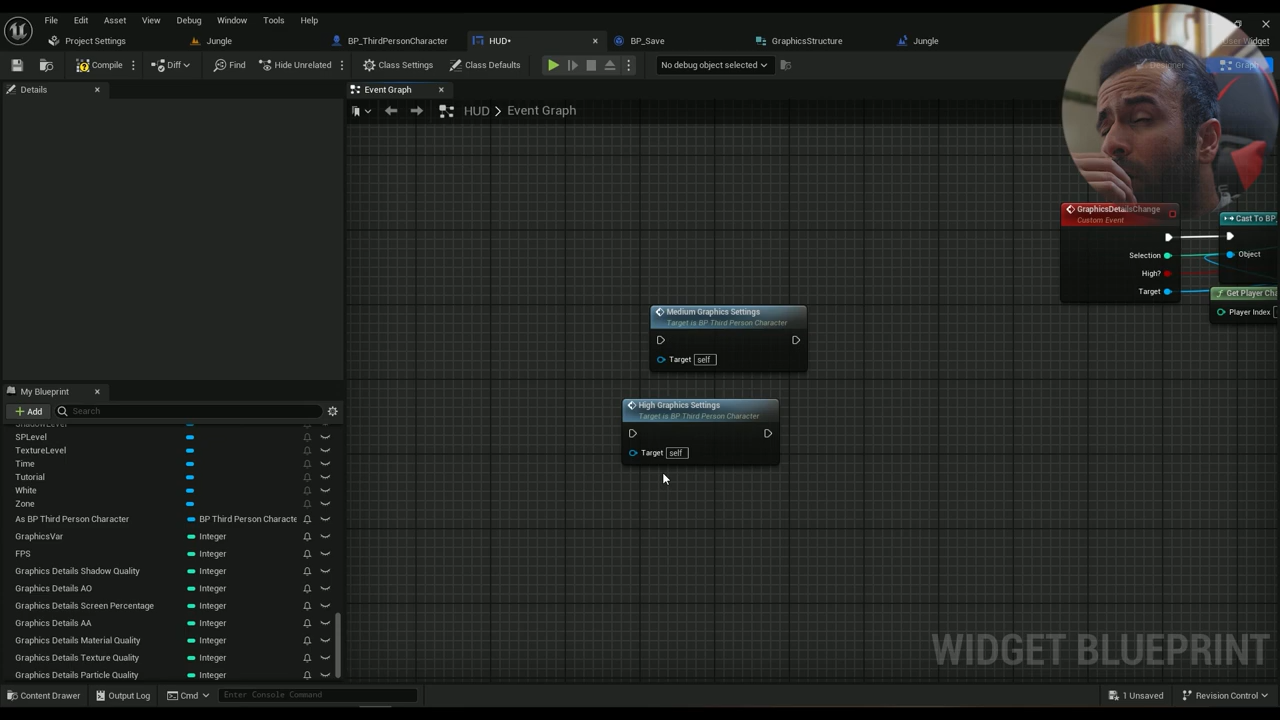 File Edit Asset View Debug Window Tools Help
Project Settings Jungle BP_ThirdPersonCharacter HUD• BP_Save GraphicsStructure Jungle
Compile Diff Find Hide Unrelated Class Settings Class Defaults No debug object selected Designer Graph
Details Event Graph
HUD > Event Graph
GraphicsDetailsChange
Custom Event
Cast To BP
Selection Object
High?
Target
Get Player Cha
Player Index
Medium Graphics Settings
Target is BP Third Person Character
Target self
High Graphics Settings
Target is BP Third Person Character
Target self
My Blueprint
+ Add Search
ShadowLevel
SPLevel
TextureLevel
Time
Tutorial
White
Zone
As BP Third Person Character BP Third Person Characte
GraphicsVar Integer
FPS Integer
Graphics Details Shadow Quality Integer
Graphics Details AO Integer
Graphics Details Screen Percentage Integer
Graphics Details AA Integer
Graphics Details Material Quality Integer
Graphics Details Texture Quality Integer
Graphics Details Particle Quality Integer
WIDGET BLUEPRINT
Content Drawer Output Log Cmd Enter Console Command 1 Unsaved Revision Control